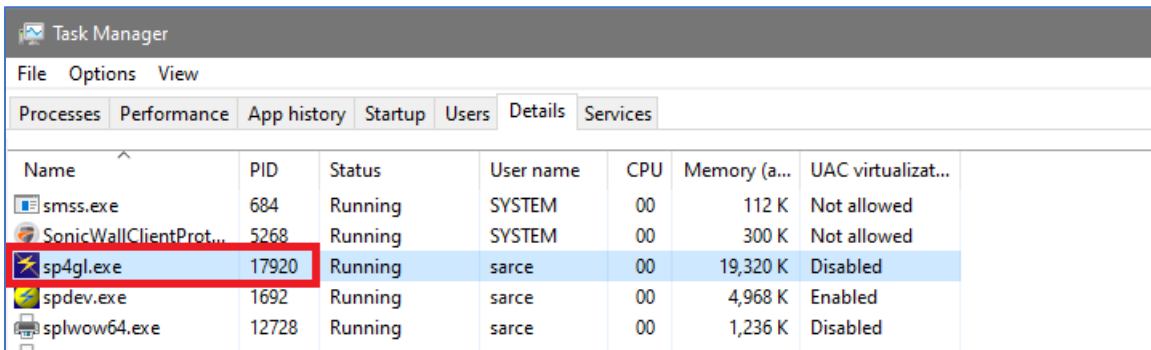 Task Manager
File Options View
Processes Performance App history Startup Users Details Services
Name PID Status User name CPU Memory (a... UAC virtualizat...
smss.exe 684 Running SYSTEM 00 112 K Not allowed
SonicWallClientProt... 5268 Running SYSTEM 00 300 K Not allowed
sp4gl.exe 17920 Running sarce 00 19,320 K Disabled
spdev.exe 1692 Running sarce 00 4,968 K Enabled
splwow64.exe 12728 Running sarce 00 1,236 K Disabled